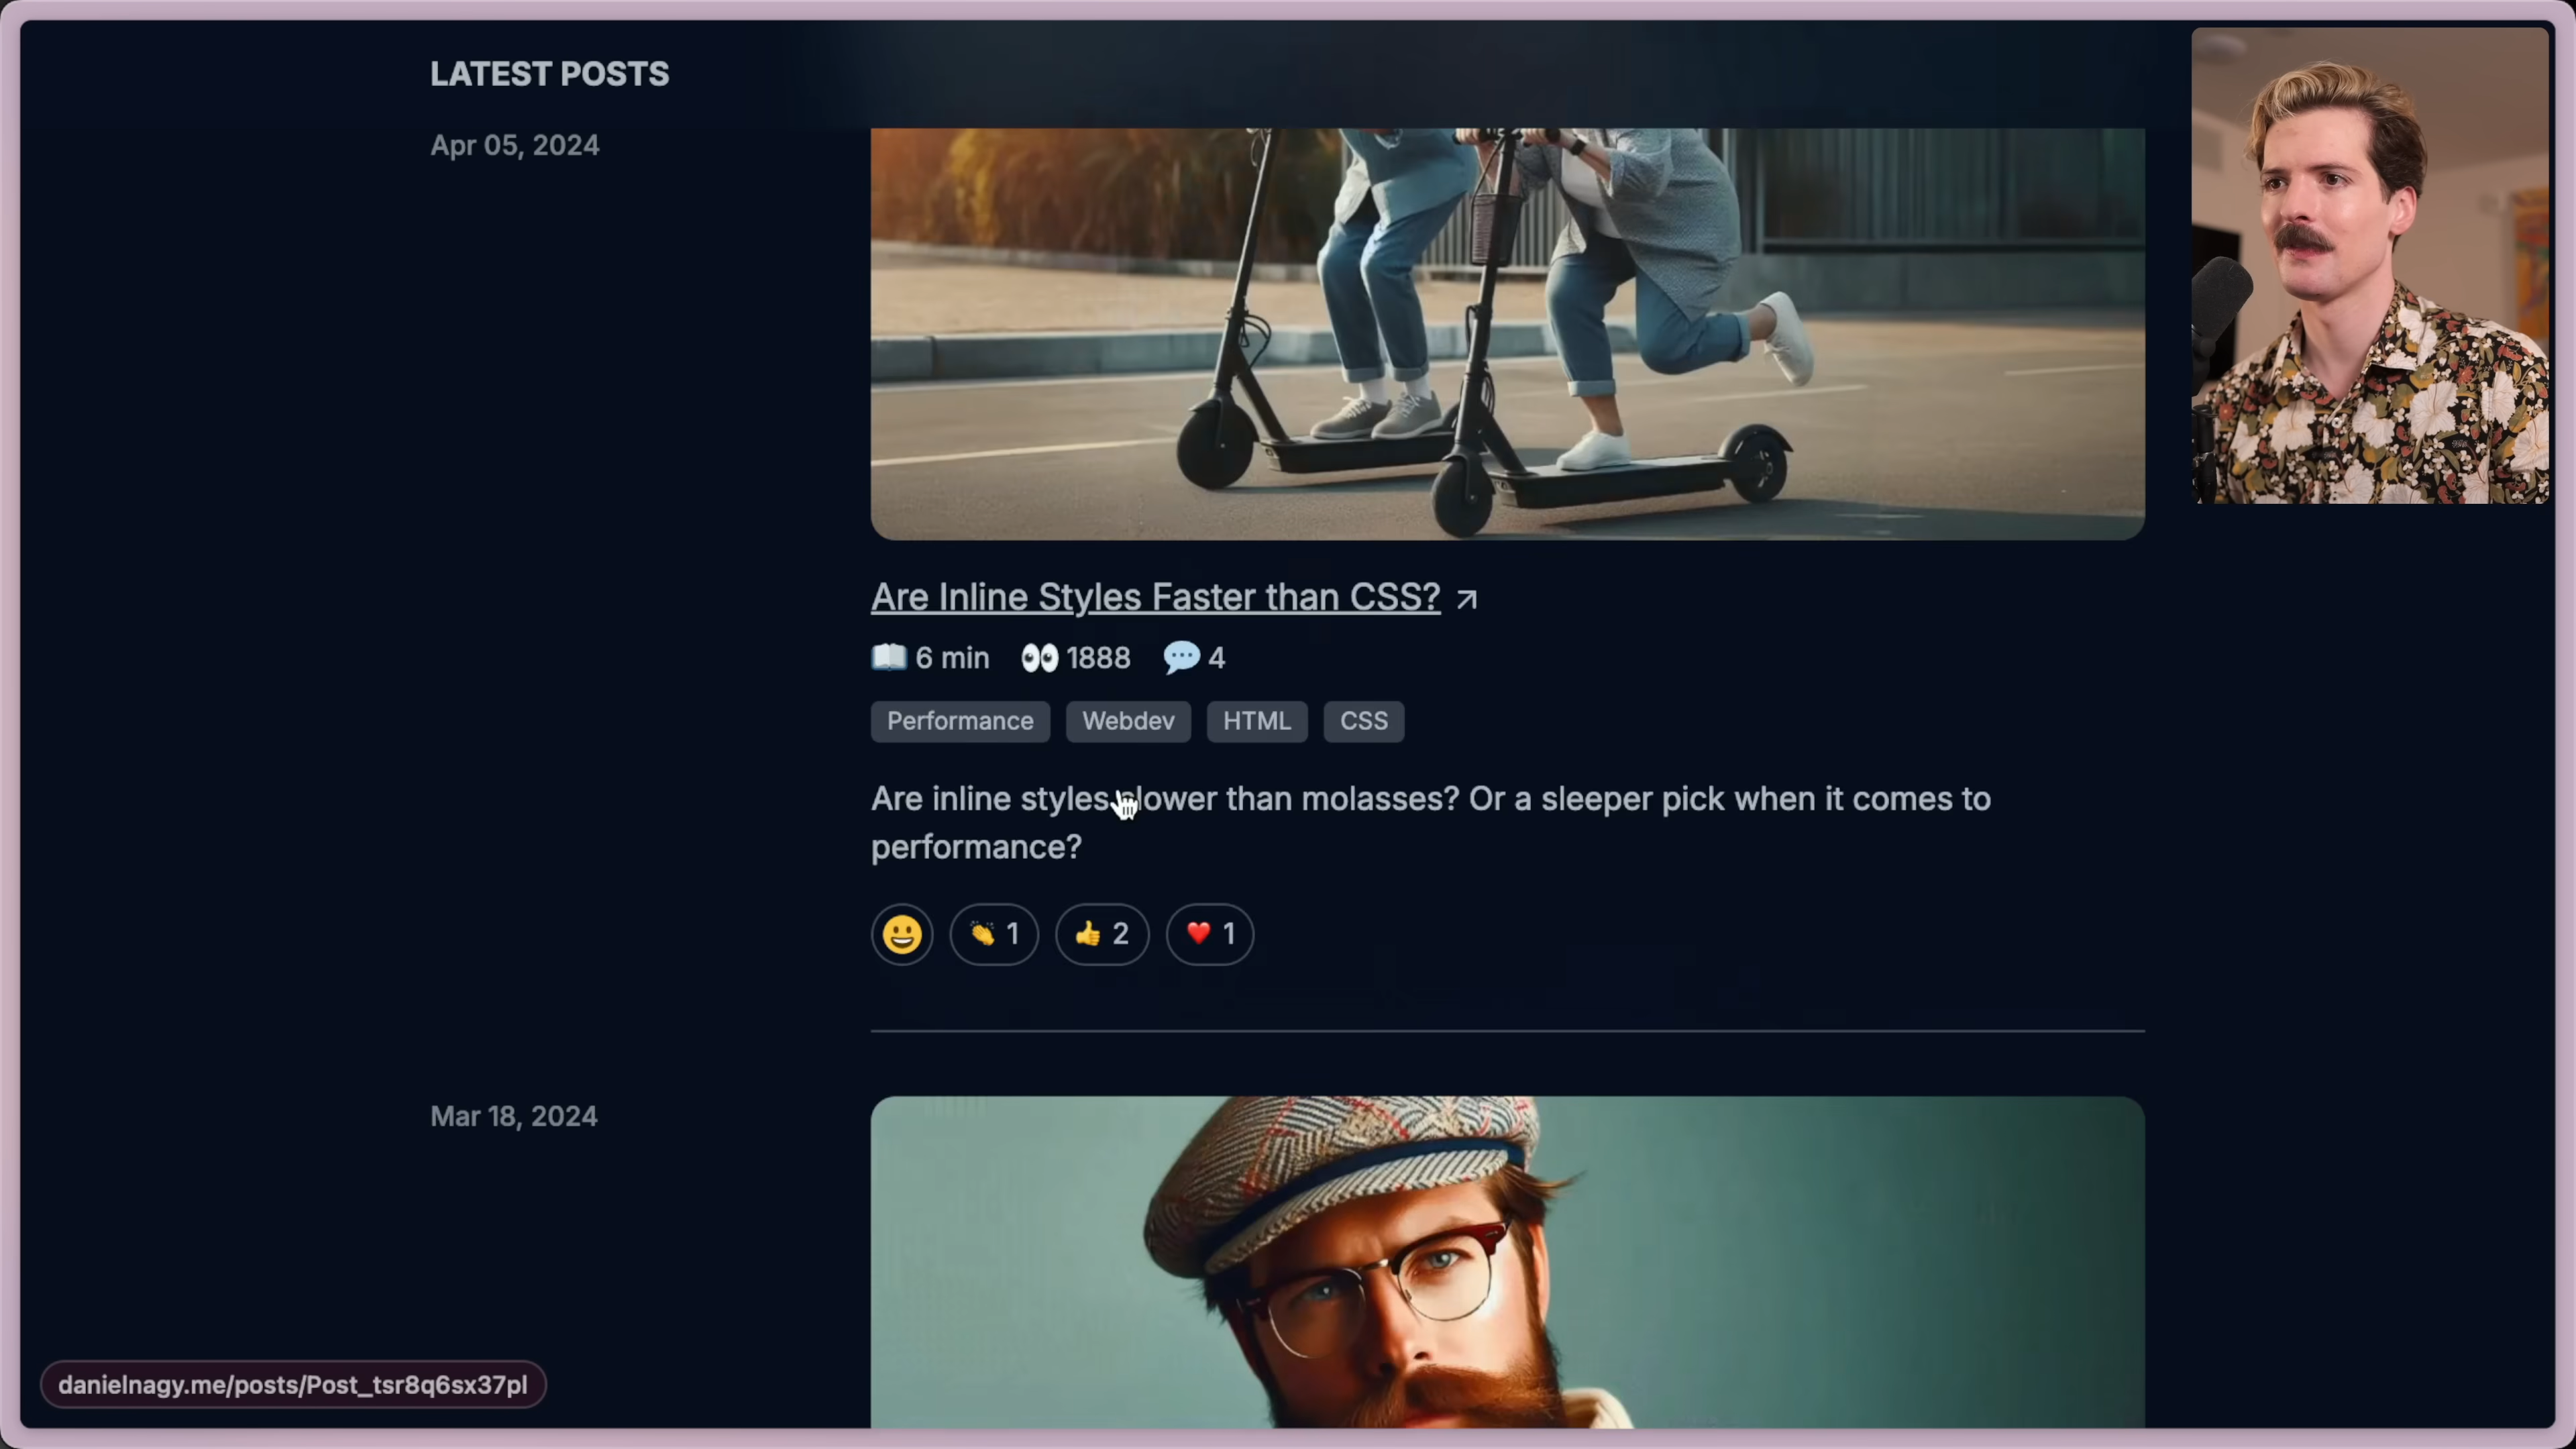 LATEST POSTS
Apr 05, 2024
Are Inline Styles Faster than CSS?
6 min 1888 4
Performance Webdev HTML CSS
Are inline styles slower than molasses? Or a sleeper pick when it comes to
performance?
1 2 1
Mar 18, 2024
danielnagy.me/posts/Post_tsr8q6sx37pl